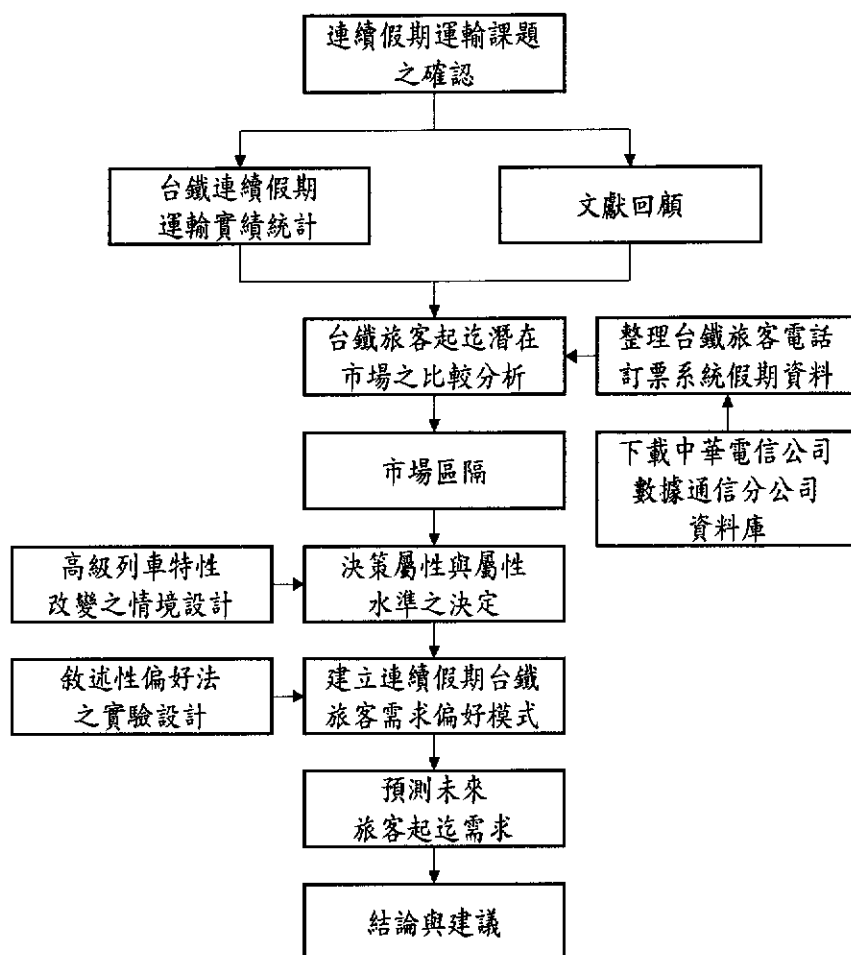 連續假期運輸課題
之確認
台鐵連續假期
運輸實績統計
文獻回顧
台鐵旅客起迄潛在
市場之比較分析
整理台鐵旅客電話
訂票系統假期資料
市場區隔
下載中華電信公司
數據通信分公司
資料庫
高級列車特性
改變之情境設計
決策屬性與屬性
水準之決定
敘述性偏好法
之實驗設計
建立連續假期台鐵
旅客需求偏好模式
預測未來
旅客起迄需求
結論與建議